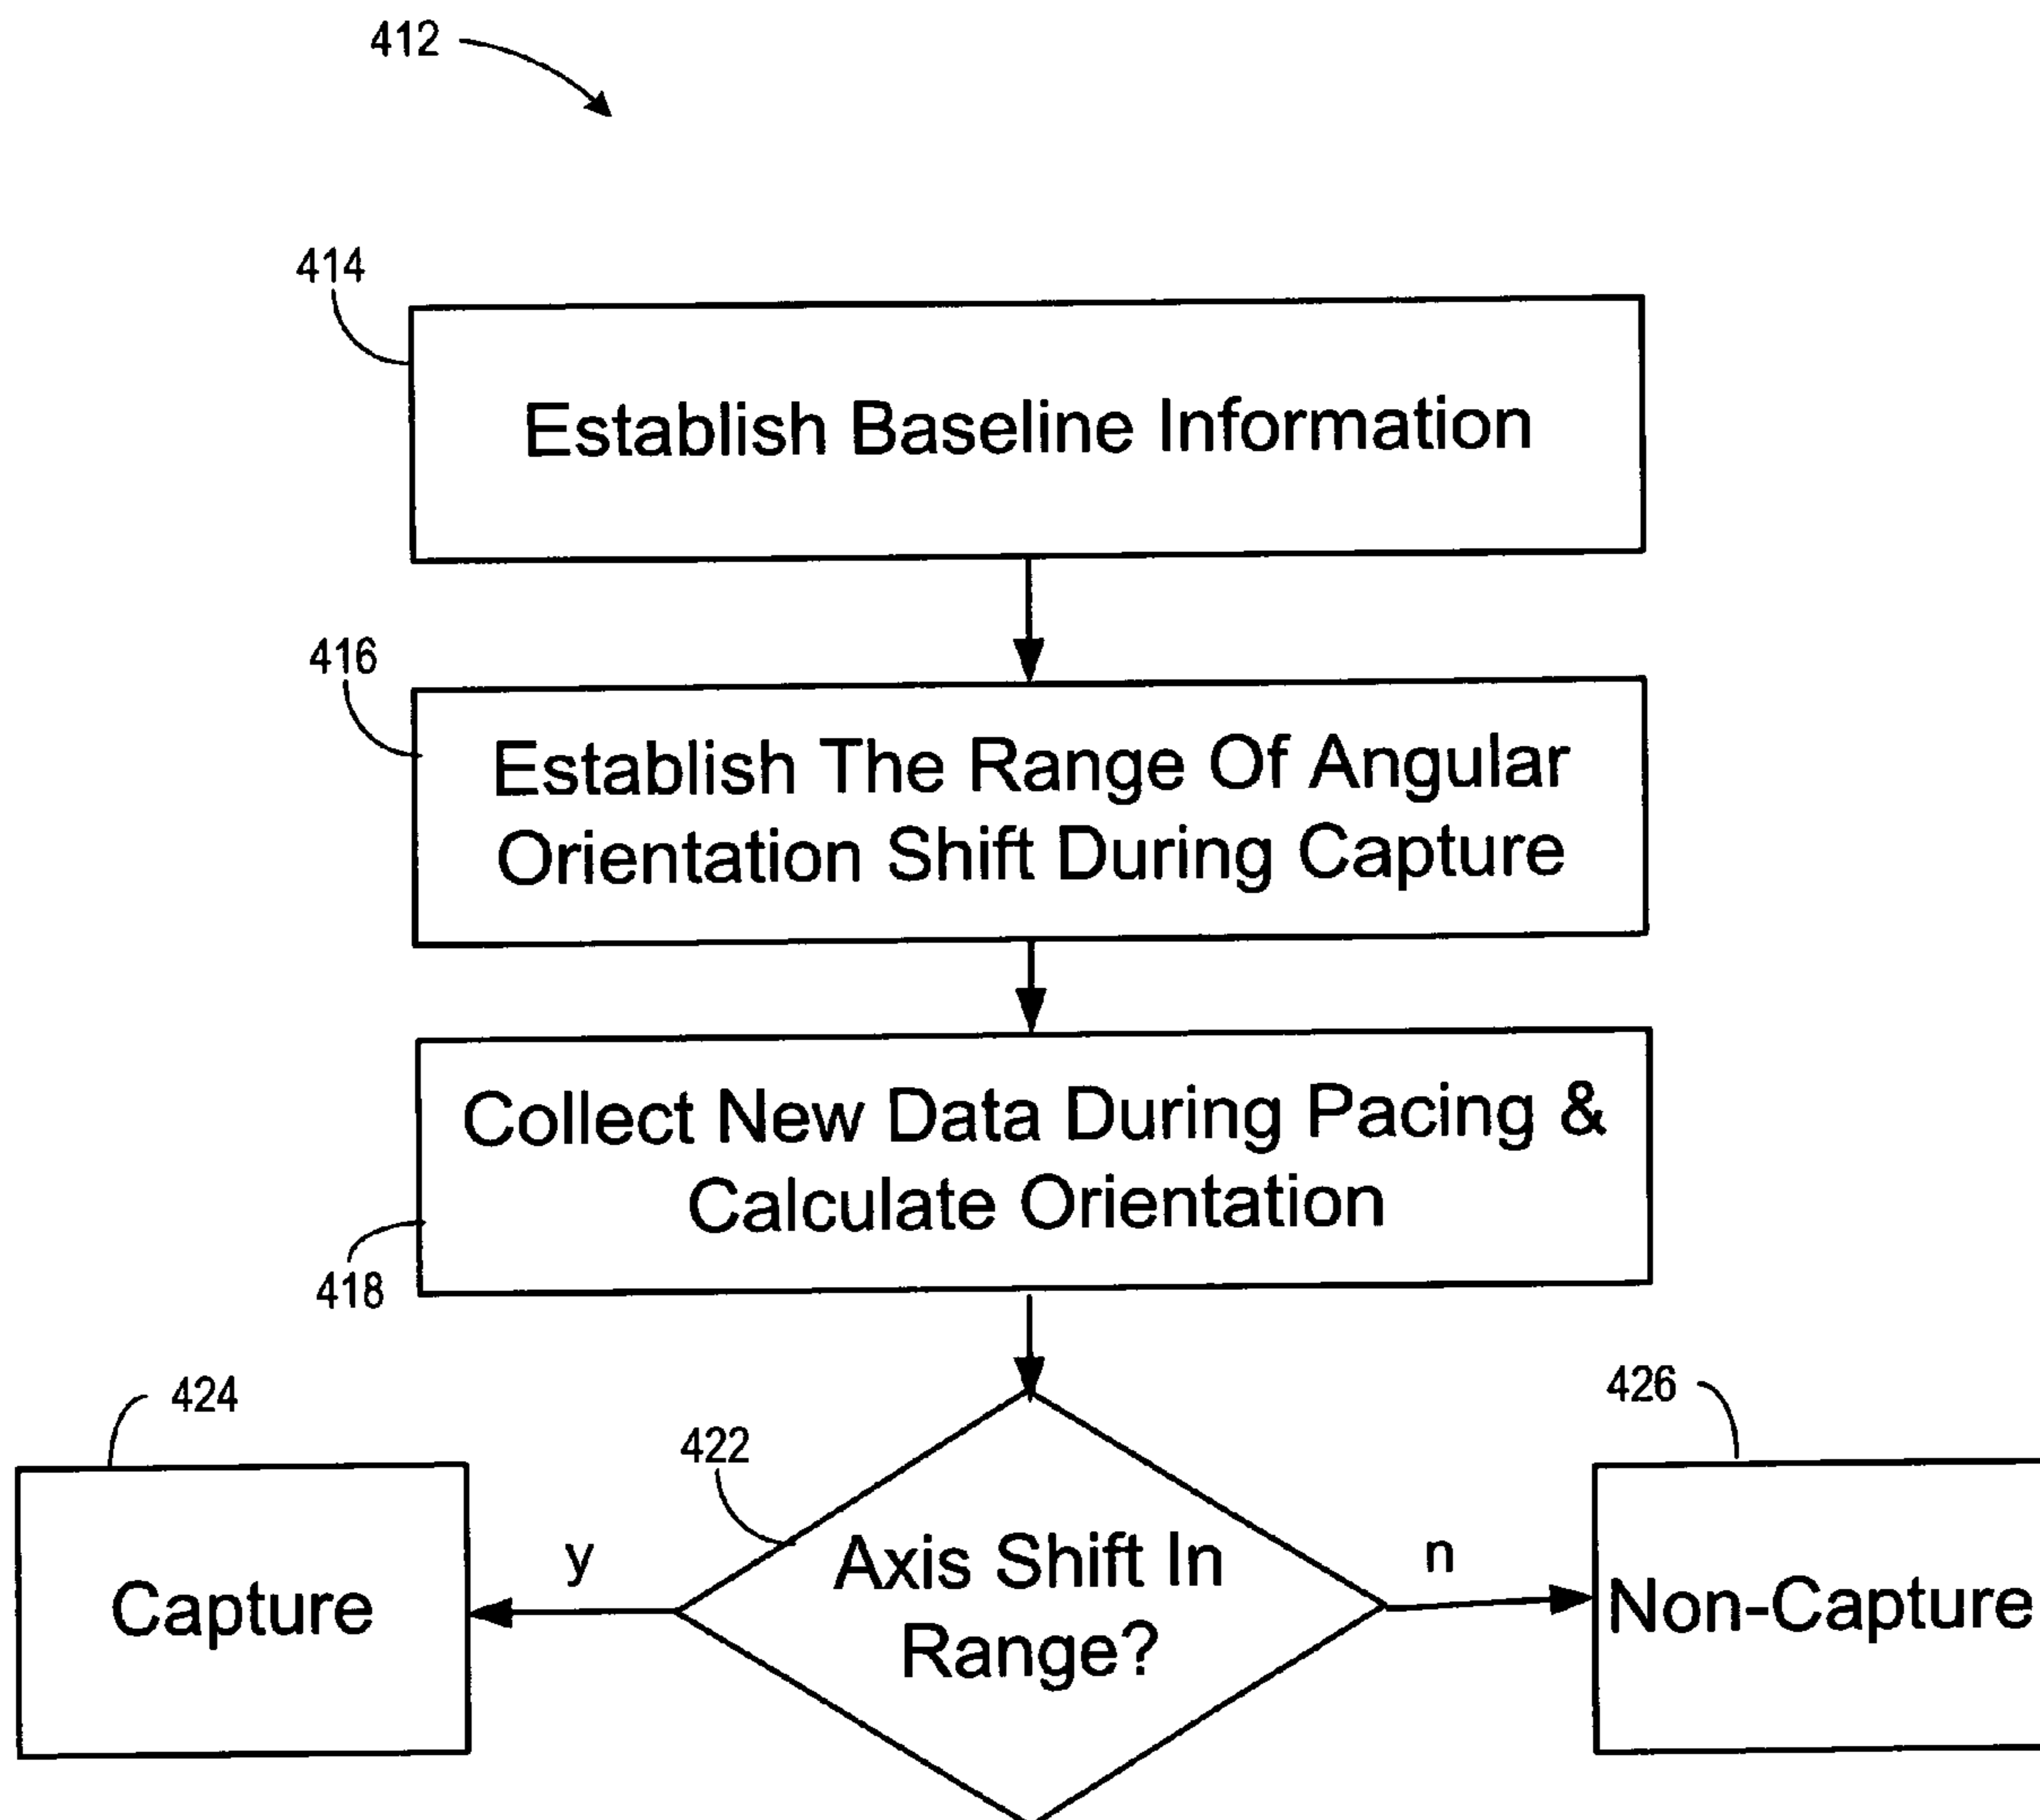 412
414
Establish Baseline Information
416
Establish The Range Of Angular
Orientation Shift During Capture
Collect New Data During Pacing &
Calculate Orientation
418
424
422
426
y
n
Axis Shift In
Range?
Capture
Non-Capture